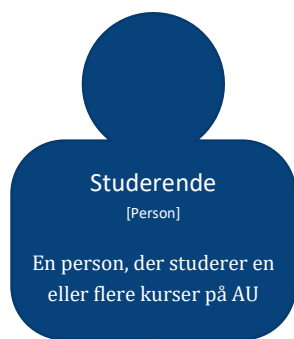 Studerende
[Person]
En person, der studerer en
eller flere kurser på AU